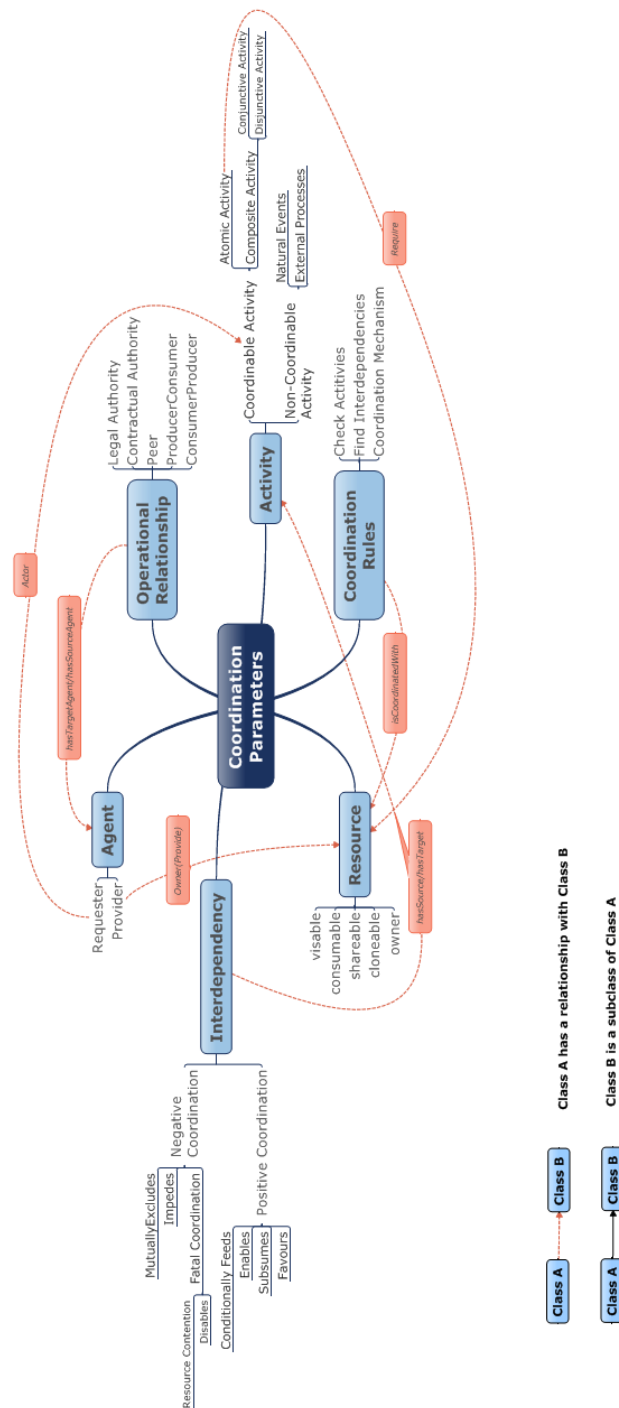 Coordination
Parameters
Agent
Requester
Provider
Operational
Relationship
Legal Authority
Contractual Authority
Peer
ProducerConsumer
ConsumerProducer
Interdependency
Negative
Coordination
MutuallyExcludes
Impedes
Fatal Coordination
Resource Contention
Disables
Positive Coordination
Conditionally Feeds
Enables
Subsumes
Favours
Activity
Coordinable Activity
Atomic Activity
Composite Activity
Conjunctive Activity
Disjunctive Activity
Non-Coordinable
Activity
Natural Events
External Processes
Resource
visable
consumable
shareable
cloneable
owner
Coordination
Rules
Check Actitivies
Find Interdependencies
Coordination Mechanism
Actor
hasTargetAgent/hasSourceAgent
Owner(Provide)
Require
isCoordinatedWith
hasSource/hasTarget
Class A
Class B
Class A has a relationship with Class B
Class A
Class B
Class B is a subclass of Class A